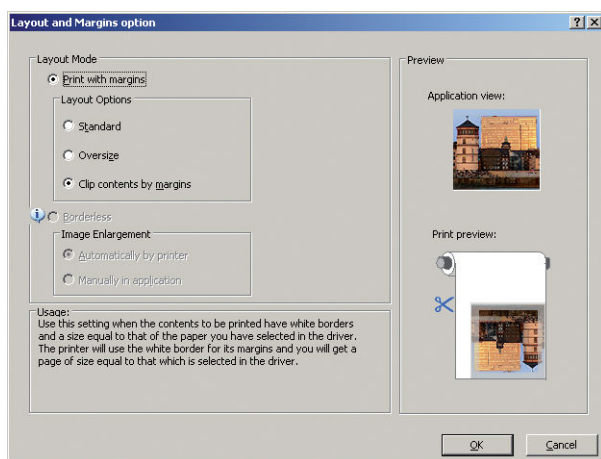 Layout and Margins option
Layout Mode
Print with margins
Layout Options
Standard
Oversize
Clip contents by margins
Borderless
Image Enlargement
Automatically by printer
Manually in application
Usage:
Use this setting when the contents to be printed have white borders
and a size equal to that of the paper you have selected in the driver.
The printer will use the white border for its margins and you will get a
page of size equal to that which is selected in the driver.
Preview
Application view:
Print preview:
OK
Cancel